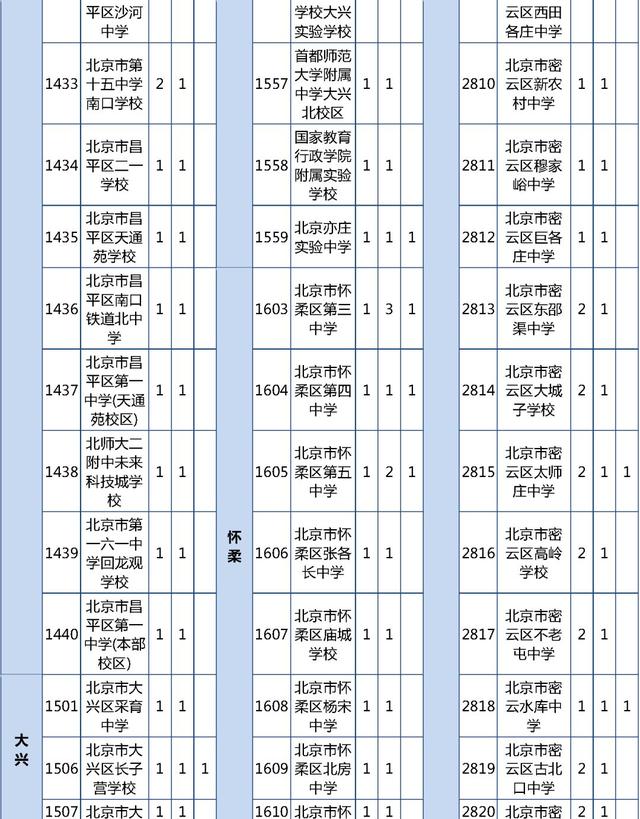 平区沙河
中学
1433
北京市第
十五中学
南口学校
2 1
1434
北京市昌
平区二一
学校
1 1
1435
北京市昌
平区天通
苑学校
1 1
1436
北京市昌
平区南口
铁道北中
学
1 1
1437
北京市昌
平区第一
中学(天通
苑校区)
1 1
1438
北师大二
附中未来
科技城学
校
1 1
1439
北京市第
一六一中
学回龙观
学校
1 1
1440
北京市昌
平区第一
中学(本部
校区)
1 1
大
兴
1501
北京市大
兴区采育
中学
1 1
1506
北京市大
兴区长子
营学校
1 1 1
1507
北京市大
1 1
学校大兴
实验学校
1557
首都师范
大学附属
中学大兴
北校区
1 1
1558
国家教育
行政学院
附属实验
学校
1 1
1559
北京亦庄
实验中学
1 1 1
怀
柔
1603
北京市怀
柔区第三
中学
1 3 1
1604
北京市怀
柔区第四
中学
1 1 1
1605
北京市怀
柔区第五
中学
1 2 1
1606
北京市怀
柔区张各
长中学
1 1
1607
北京市怀
柔区庙城
学校
1 1
1608
北京市怀
柔区杨宋
中学
1 1
1609
北京市怀
柔区北房
中学
1 1
1610
北京市怀
1 1
云区西田
各庄中学
2810
北京市密
云区新农
村中学
1 1
2811
北京市密
云区穆家
峪中学
1 1
2812
北京市密
云区巨各
庄中学
1 1
2813
北京市密
云区东邵
渠中学
2 1
2814
北京市密
云区大城
子学校
2 1
2815
北京市密
云区太师
庄中学
2 1 1
2816
北京市密
云区高岭
学校
2 1
2817
北京市密
云区不老
屯中学
2 1
2818
北京市密
云水库中
学
1 1 1
2819
北京市密
云区古北
口中学
2 1
2820
北京市密
2 1